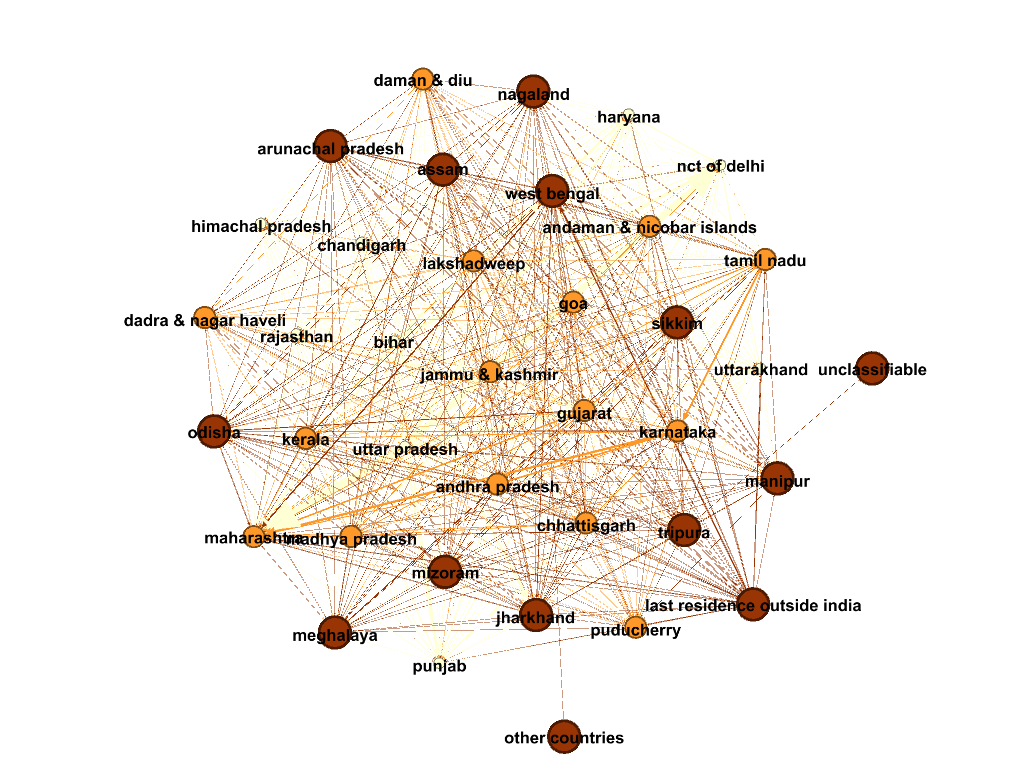 daman & diu
nagaland
haryana
arunachal pradesh
assam
nct of delhi
west bengal
himachal pradesh
andaman & nicobar islands
chandigarh
lakshadweep
tamil nadu
goa
dadra & nagar haveli
sikkim
rajasthan
bihar
uttarakhand
unclassifiable
jammu & kashmir
gujarat
odisha
kerala
karnataka
uttar pradesh
manipur
andhra pradesh
chhattisgarh
tripura
maharashtra
madhya pradesh
mizoram
last residence outside india
jharkhand
puducherry
meghalaya
punjab
other countries